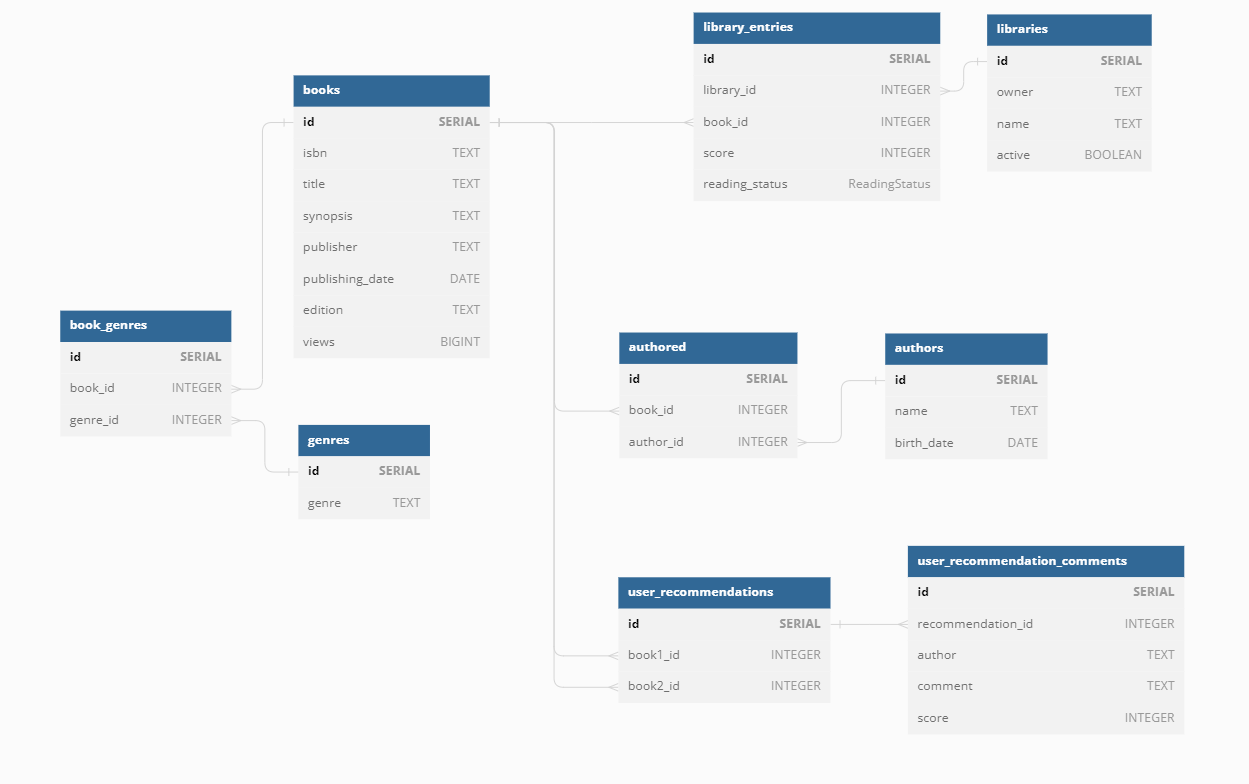 library_entries
id SERIAL
library_id INTEGER
book_id INTEGER
score INTEGER
reading_status ReadingStatus
libraries
id SERIAL
owner TEXT
name TEXT
active BOOLEAN
books
id SERIAL
isbn TEXT
title TEXT
synopsis TEXT
publisher TEXT
publishing_date DATE
edition TEXT
views BIGINT
book_genres
id SERIAL
book_id INTEGER
genre_id INTEGER
genres
id SERIAL
genre TEXT
authored
id SERIAL
book_id INTEGER
author_id INTEGER
authors
id SERIAL
name TEXT
birth_date DATE
user_recommendations
id SERIAL
book1_id INTEGER
book2_id INTEGER
user_recommendation_comments
id SERIAL
recommendation_id INTEGER
author TEXT
comment TEXT
score INTEGER